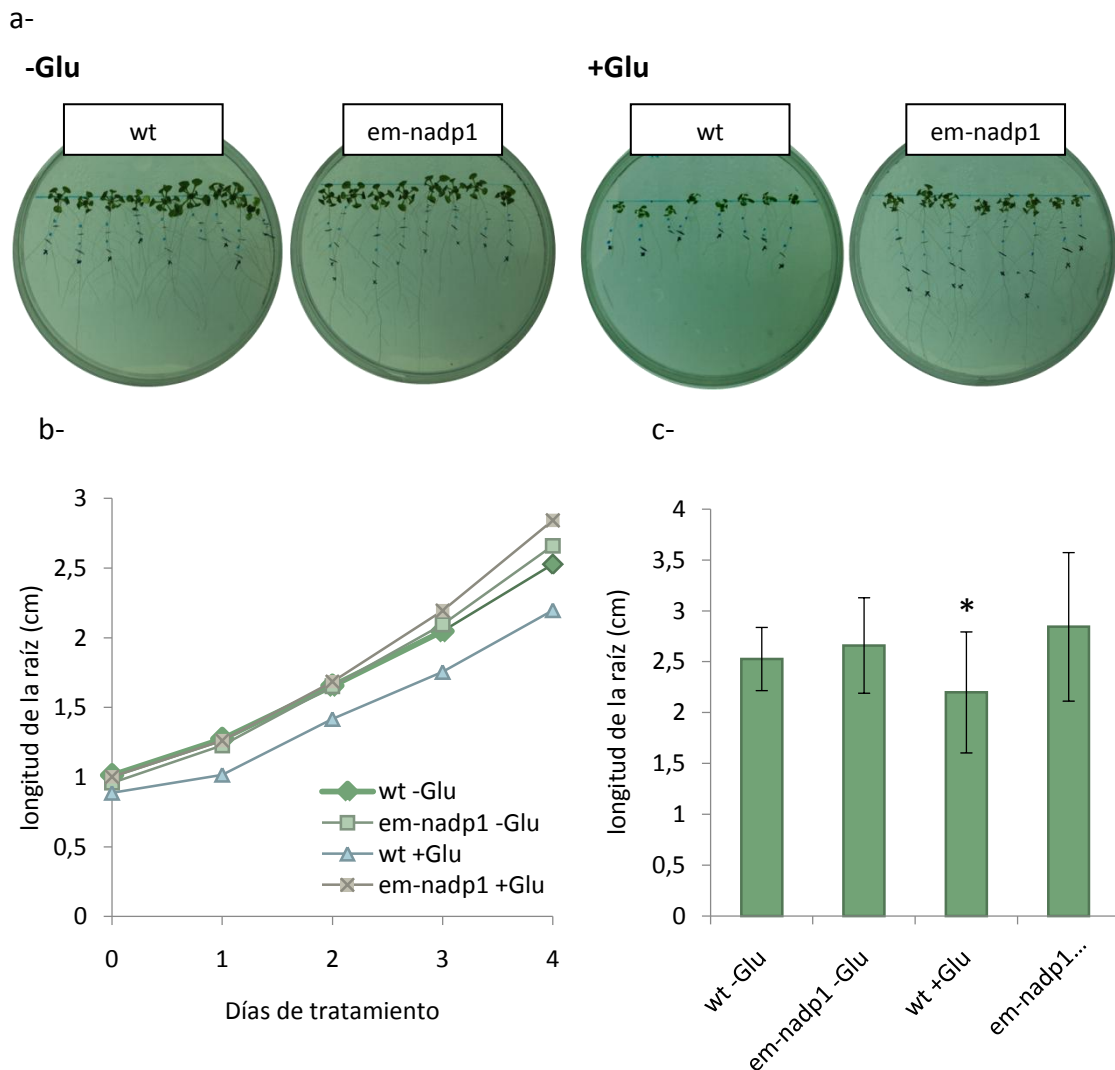 a-
-Glu
+Glu
wt
em-nadp1
wt
em-nadp1
b-
c-
3
2,5
2
1,5
1
0,5
0
longitud de la raíz (cm)
0
1
2
3
4
Días de tratamiento
wt -Glu
em-nadp1 -Glu
wt +Glu
em-nadp1 +Glu
4
3,5
3
2,5
2
1,5
1
0,5
0
longitud de la raíz (cm)
*
wt -Glu
em-nadp1 -Glu
wt +Glu
em-nadp1...